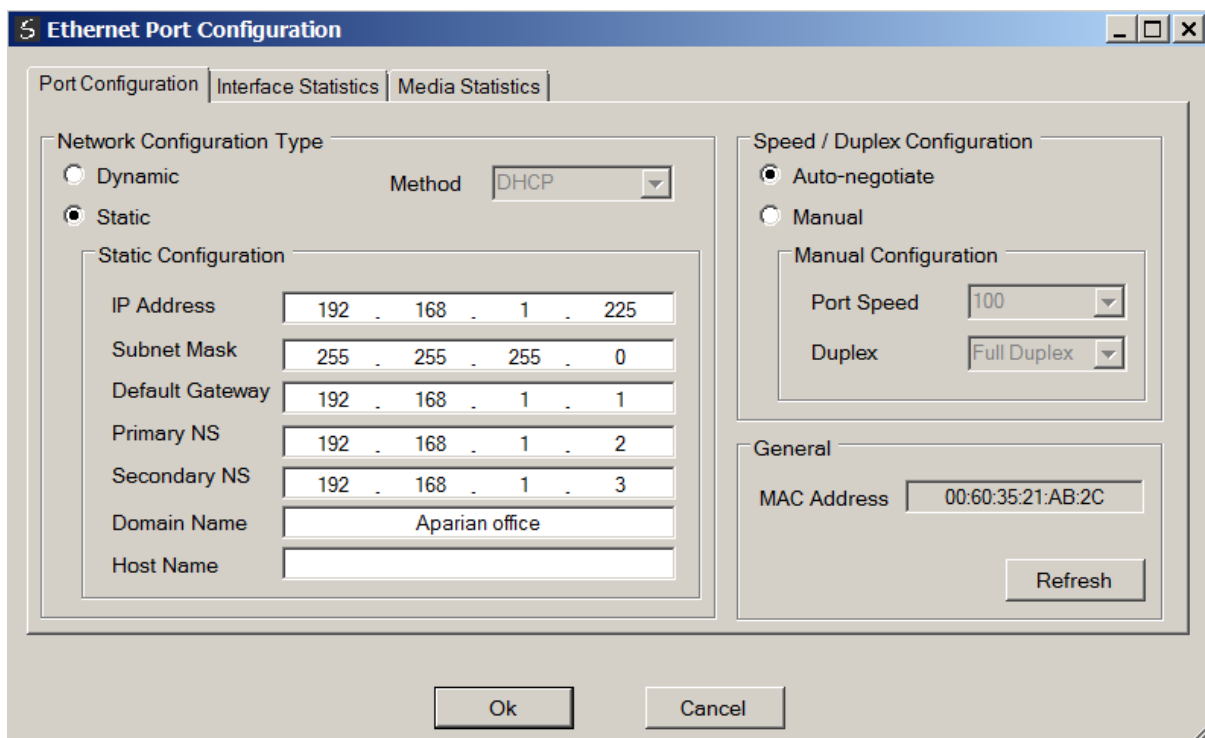 Ethernet Port Configuration
Port Configuration Interface Statistics Media Statistics
Network Configuration Type
Dynamic
Method DHCP
Static
Static Configuration
IP Address 192 . 168 . 1 . 225
Subnet Mask 255 . 255 . 255 . 0
Default Gateway 192 . 168 . 1 . 1
Primary NS 192 . 168 . 1 . 2
Secondary NS 192 . 168 . 1 . 3
Domain Name Aparian office
Host Name
Speed / Duplex Configuration
Auto-negotiate
Manual
Manual Configuration
Port Speed 100
Duplex Full Duplex
General
MAC Address 00:60:35:21:AB:2C
Refresh
Ok Cancel